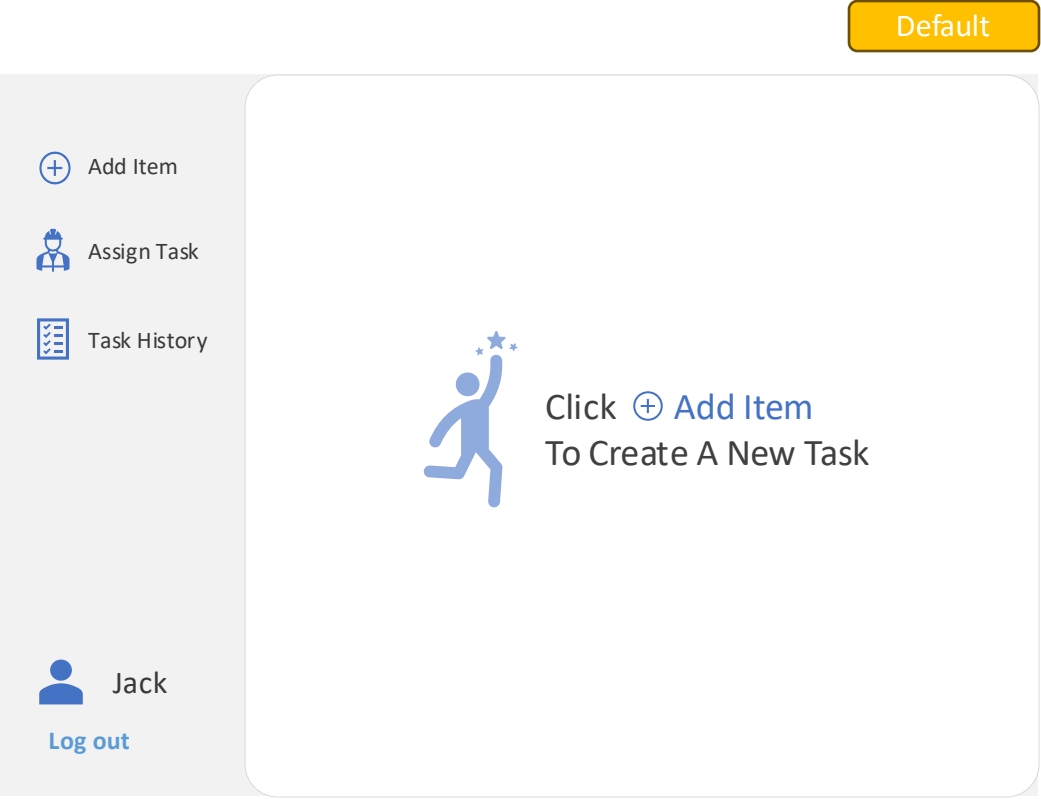 Default
Add Item
Assign Task
Task History
Click Add Item
To Create A New Task
Jack
Log out